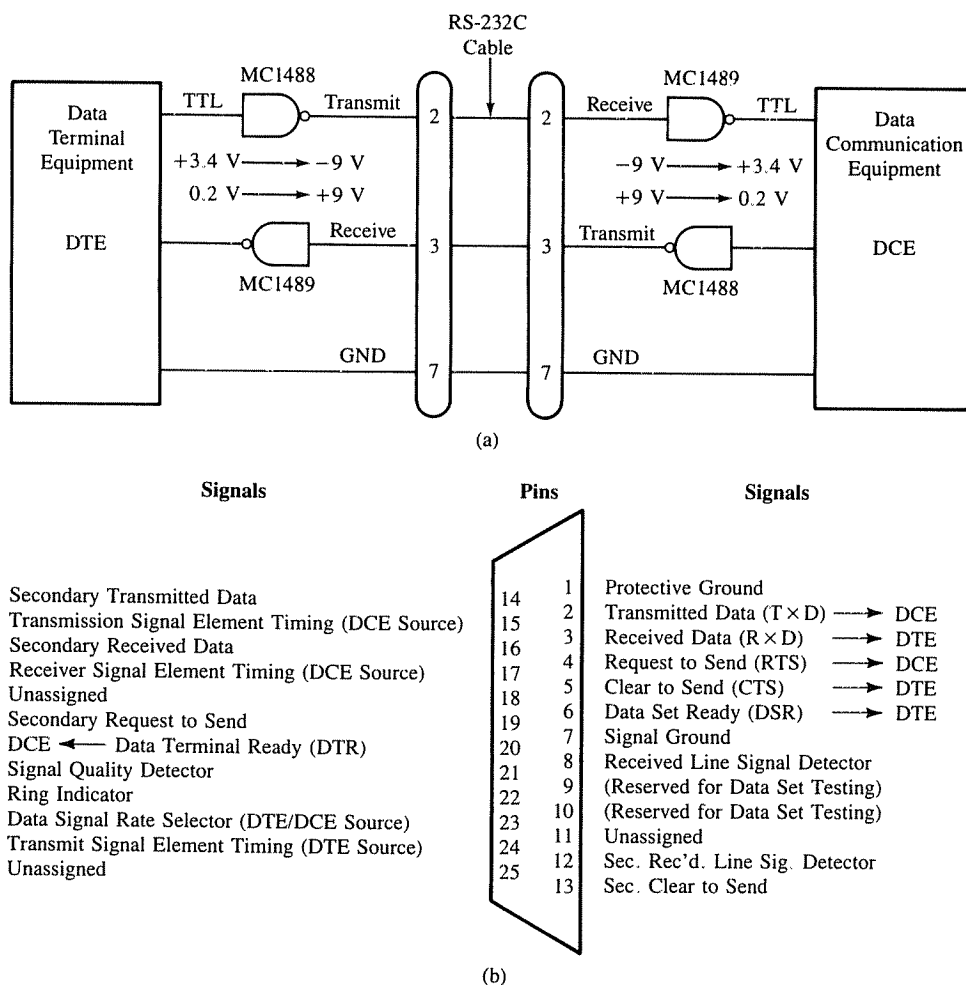 RS-232C
Cable
MC1488
MC1489
TTL
Transmit
2
2
Receive
TTL
Data
Terminal
Equipment
Data
Communication
Equipment
+3.4 V → −9 V
−9 V → +3.4 V
0.2 V → +9 V
+9 V → 0.2 V
DTE
Receive
3
3
Transmit
DCE
MC1489
MC1488
GND
7
7
GND
(a)
Signals
Pins
Signals
1 Protective Ground
Secondary Transmitted Data 14
2 Transmitted Data (T×D) → DCE
Transmission Signal Element Timing (DCE Source) 15
3 Received Data (R×D) → DTE
Secondary Received Data 16
4 Request to Send (RTS) → DCE
Receiver Signal Element Timing (DCE Source) 17
5 Clear to Send (CTS) → DTE
Unassigned 18
6 Data Set Ready (DSR) → DTE
Secondary Request to Send 19
7 Signal Ground
DCE ← Data Terminal Ready (DTR) 20
8 Received Line Signal Detector
Signal Quality Detector 21
9 (Reserved for Data Set Testing)
Ring Indicator 22
10 (Reserved for Data Set Testing)
Data Signal Rate Selector (DTE/DCE Source) 23
11 Unassigned
Transmit Signal Element Timing (DTE Source) 24
12 Sec. Rec'd. Line Sig. Detector
Unassigned 25
13 Sec. Clear to Send
(b)